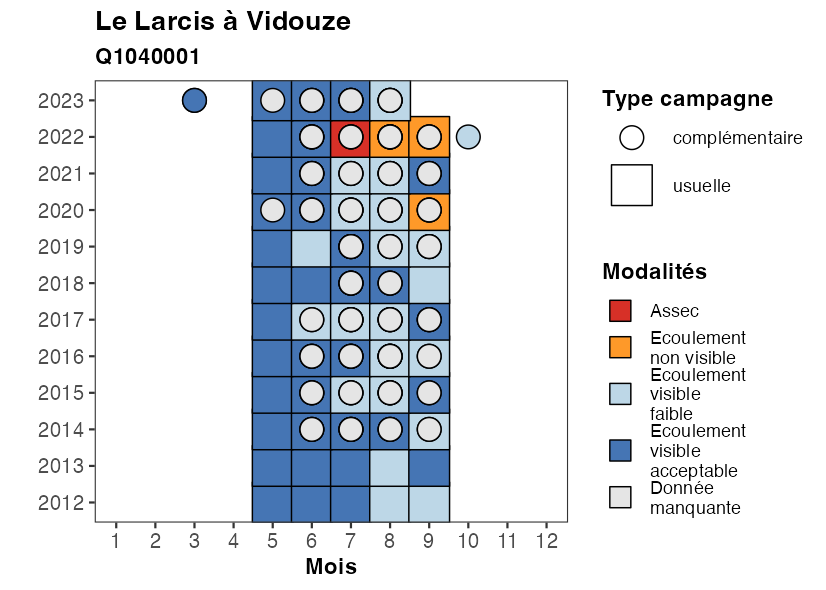 Le Larcis à Vidouze
Q1040001
2023
2022
2021
2020
2019
2018
2017
2016
2015
2014
2013
2012
1 2 3 4 5 6 7 8 9 10 11 12
Mois
Type campagne
complémentaire
usuelle
Modalités
Assec
Ecoulement
non visible
Ecoulement
visible
faible
Ecoulement
visible
acceptable
Donnée
manquante